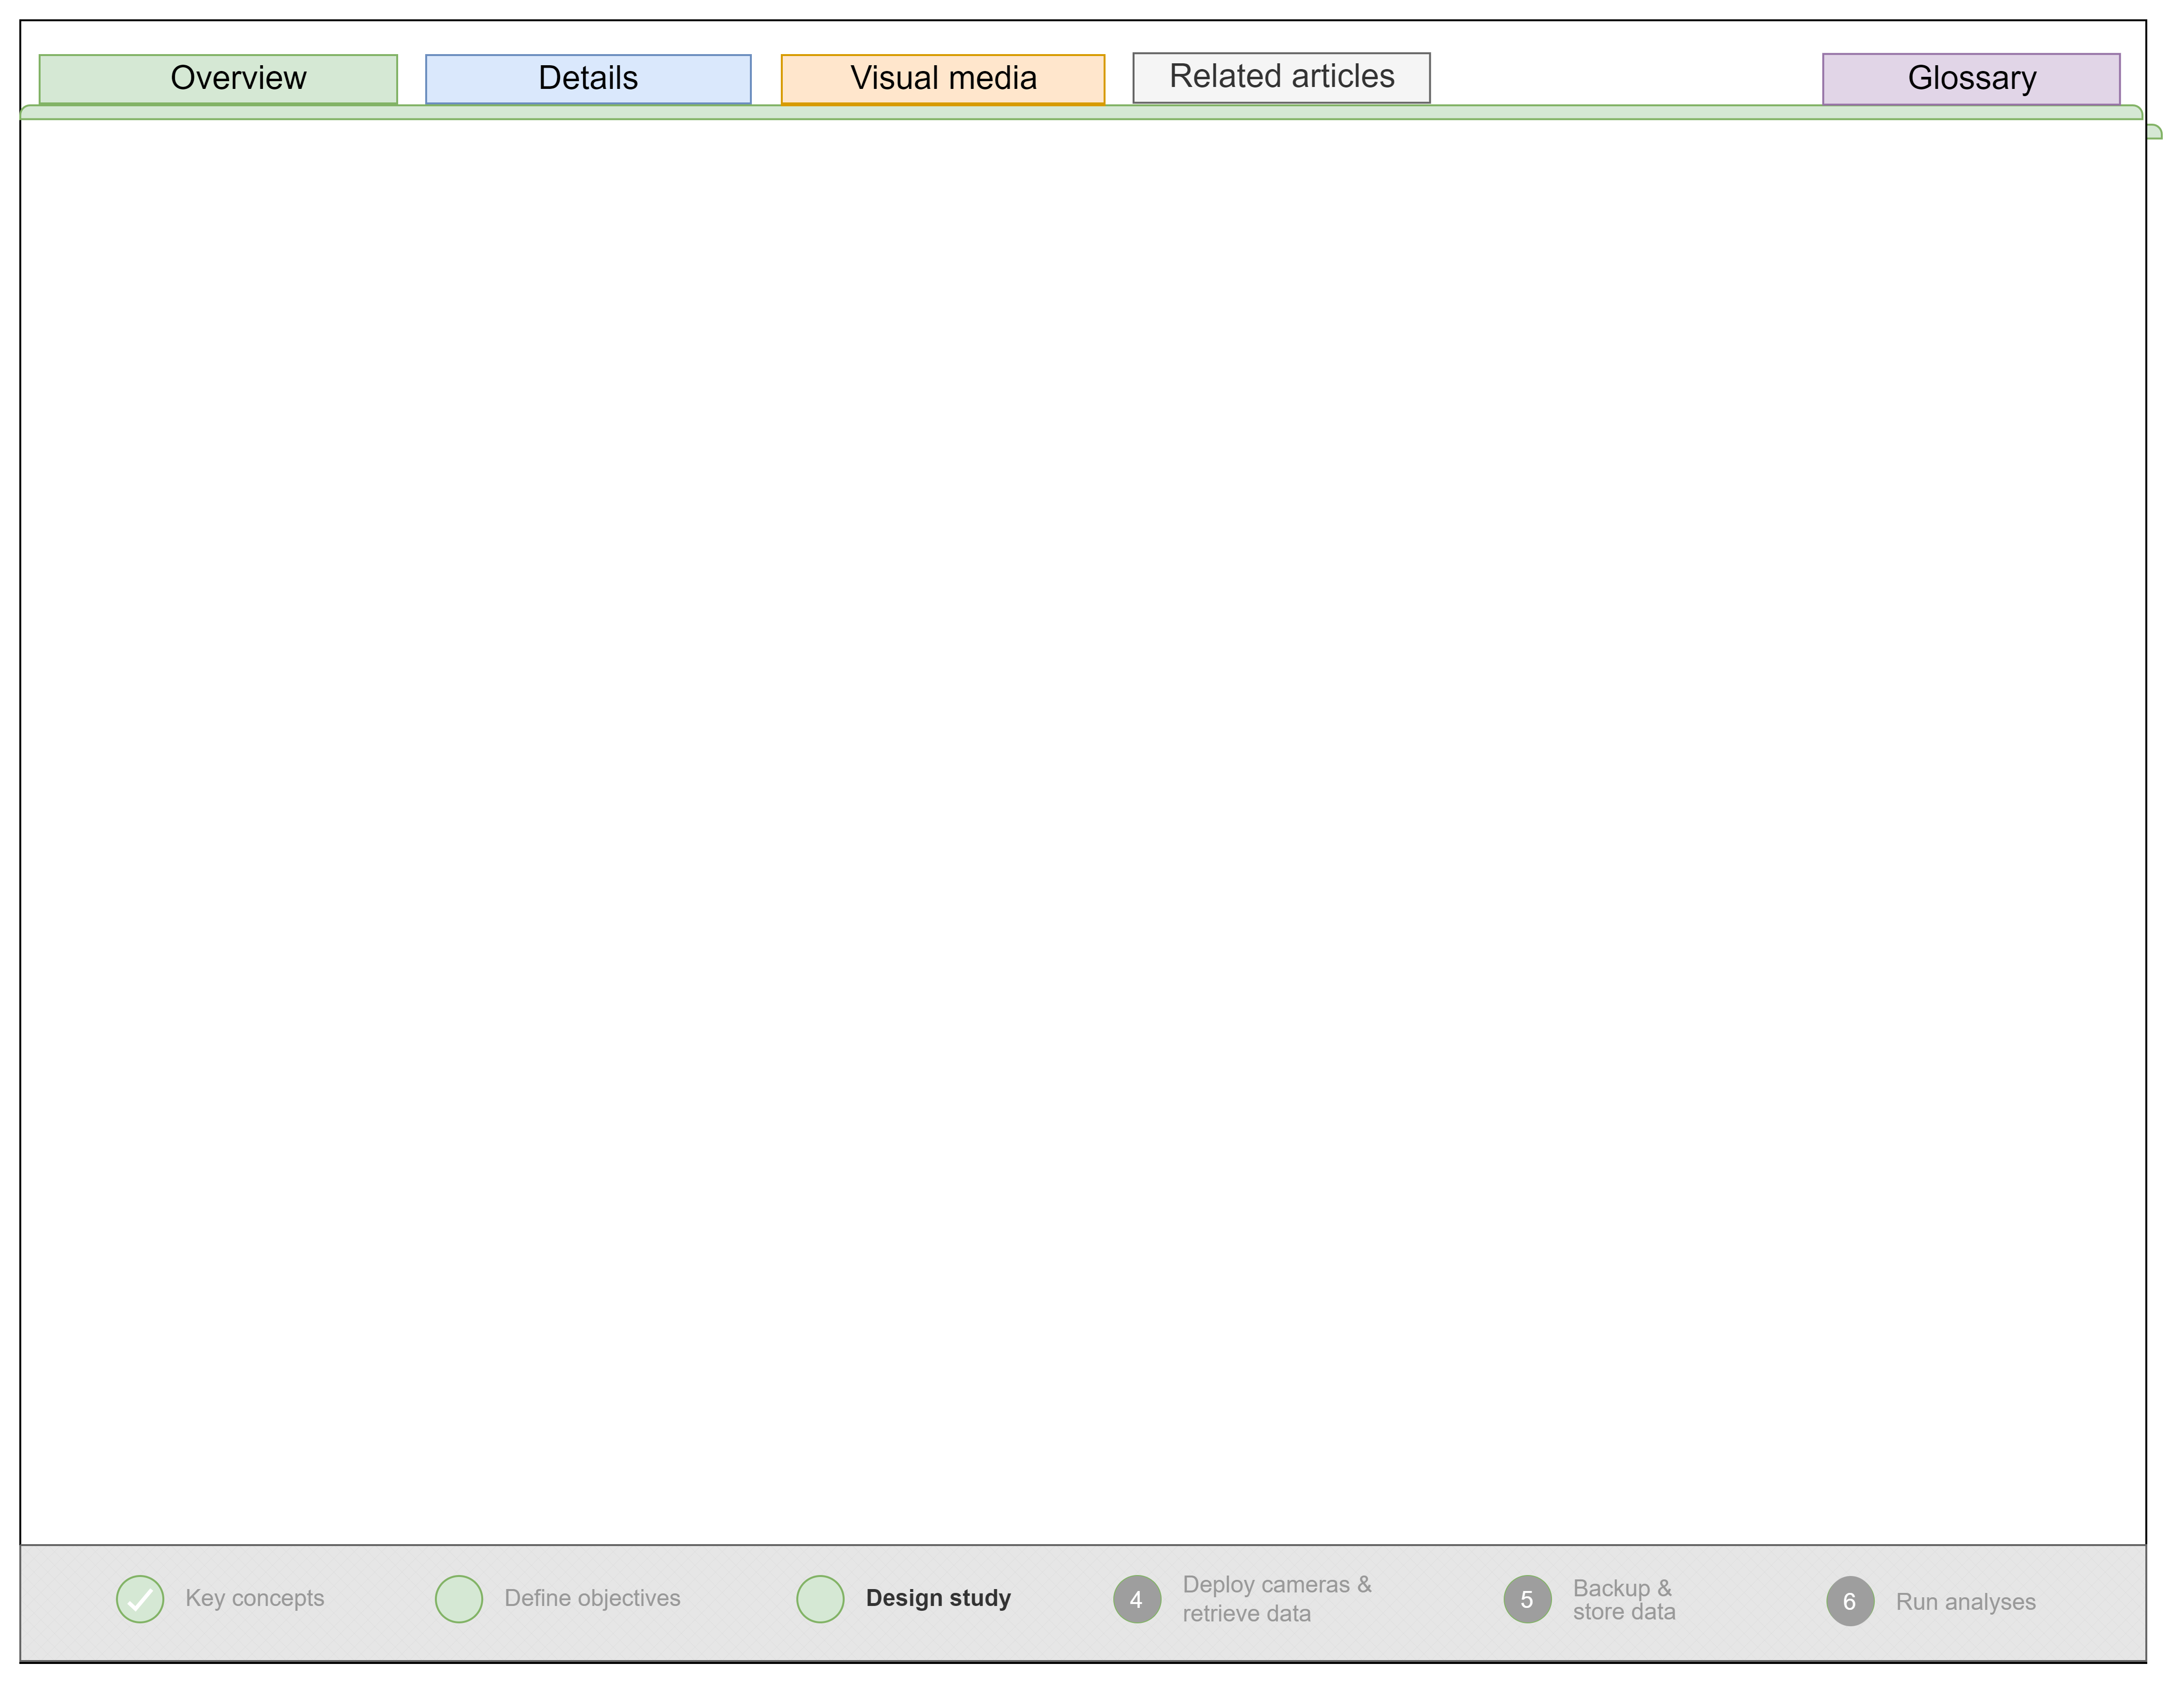 Overview
Details
Visual media
Related articles
Glossary
Key concepts
Define objectives
Design study
4
Deploy cameras &
retrieve data
5
Backup &
store data
6
Run analyses